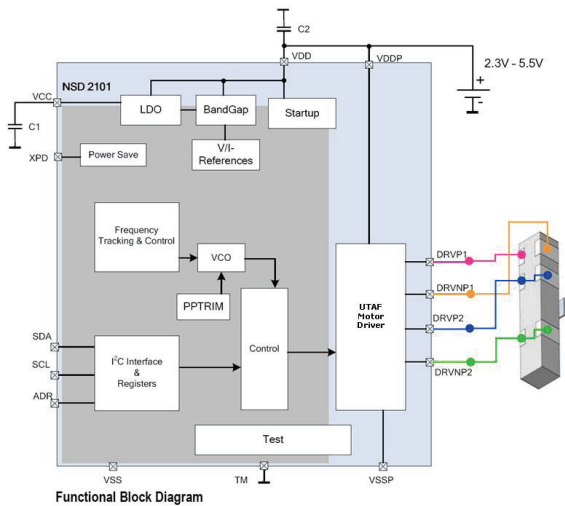 C2
VDD
VDDP
2.3V - 5.5V
+
-
NSD 2101
VCC
LDO
BandGap
Startup
C1
V/I-
References
XPD
Power Save
Frequency
Tracking & Control
VCO
DRVP1
DRVNP1
PPTRIM
UTAF
Motor
Driver
DRVP2
SDA
SCL
ADR
I²C Interface
&
Registers
Control
DRVNP2
Test
VSS
TM
VSSP
Functional Block Diagram